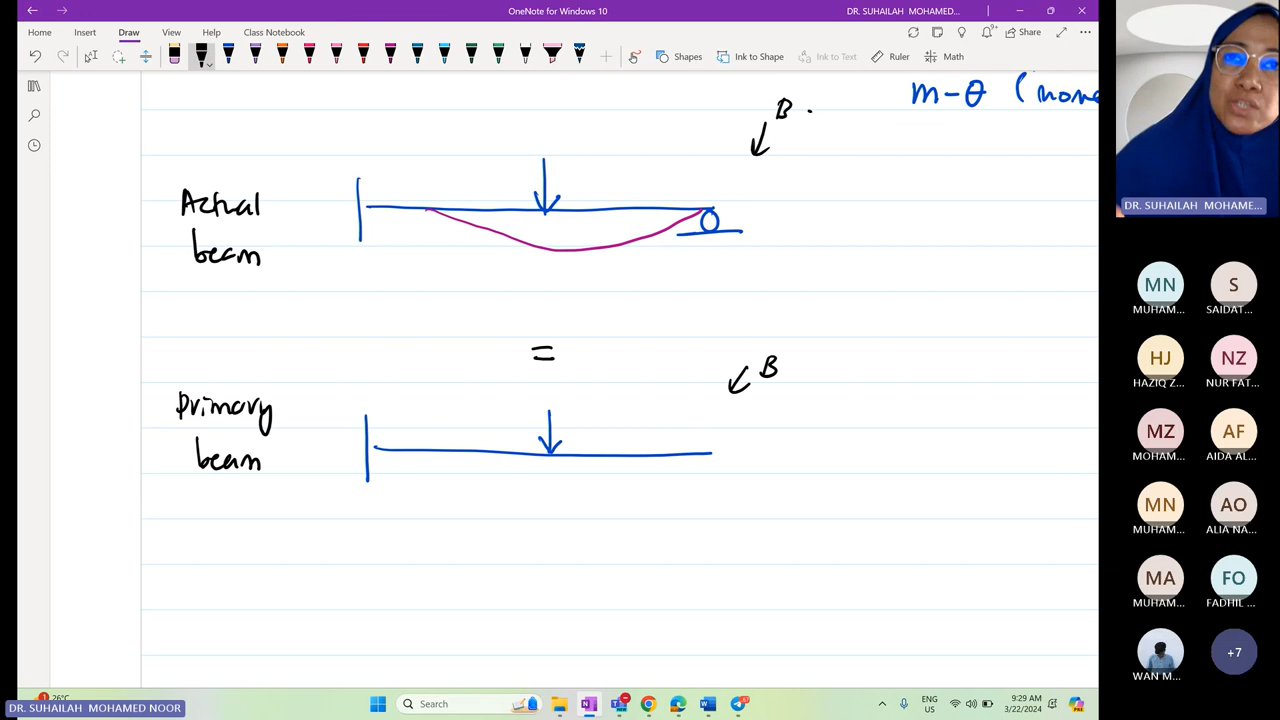 OneNote for Windows 10
DR. SUHAILAH MOHAMED...
Home Insert Draw View Help Class Notebook
Share
Shapes
Ink to Shape
Ink to Text
Ruler
Math
m-θ (mome
B .
Actual
beam
=
B
Primary
beam
DR. SUHAILAH MOHAME...
MN
MUHAM...
S
SAIDAT...
HJ
HAZIQ Z...
NZ
NUR FAT...
MZ
MOHAM...
AF
AIDA AL...
MN
MUHAM...
AO
ALIA NA...
MA
MUHAM...
FO
FADHIL ...
WAN M...
+7
26°C
DR. SUHAILAH MOHAMED NOOR
Search
ENG
US
9:29 AM
3/22/2024